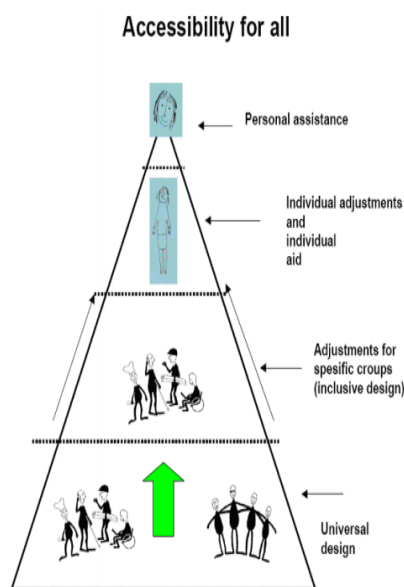 Accessibility for all
Personal assistance
Individual adjustments
and
individual
aid
Adjustments for
spesific croups
(inclusive design)
Universal
design